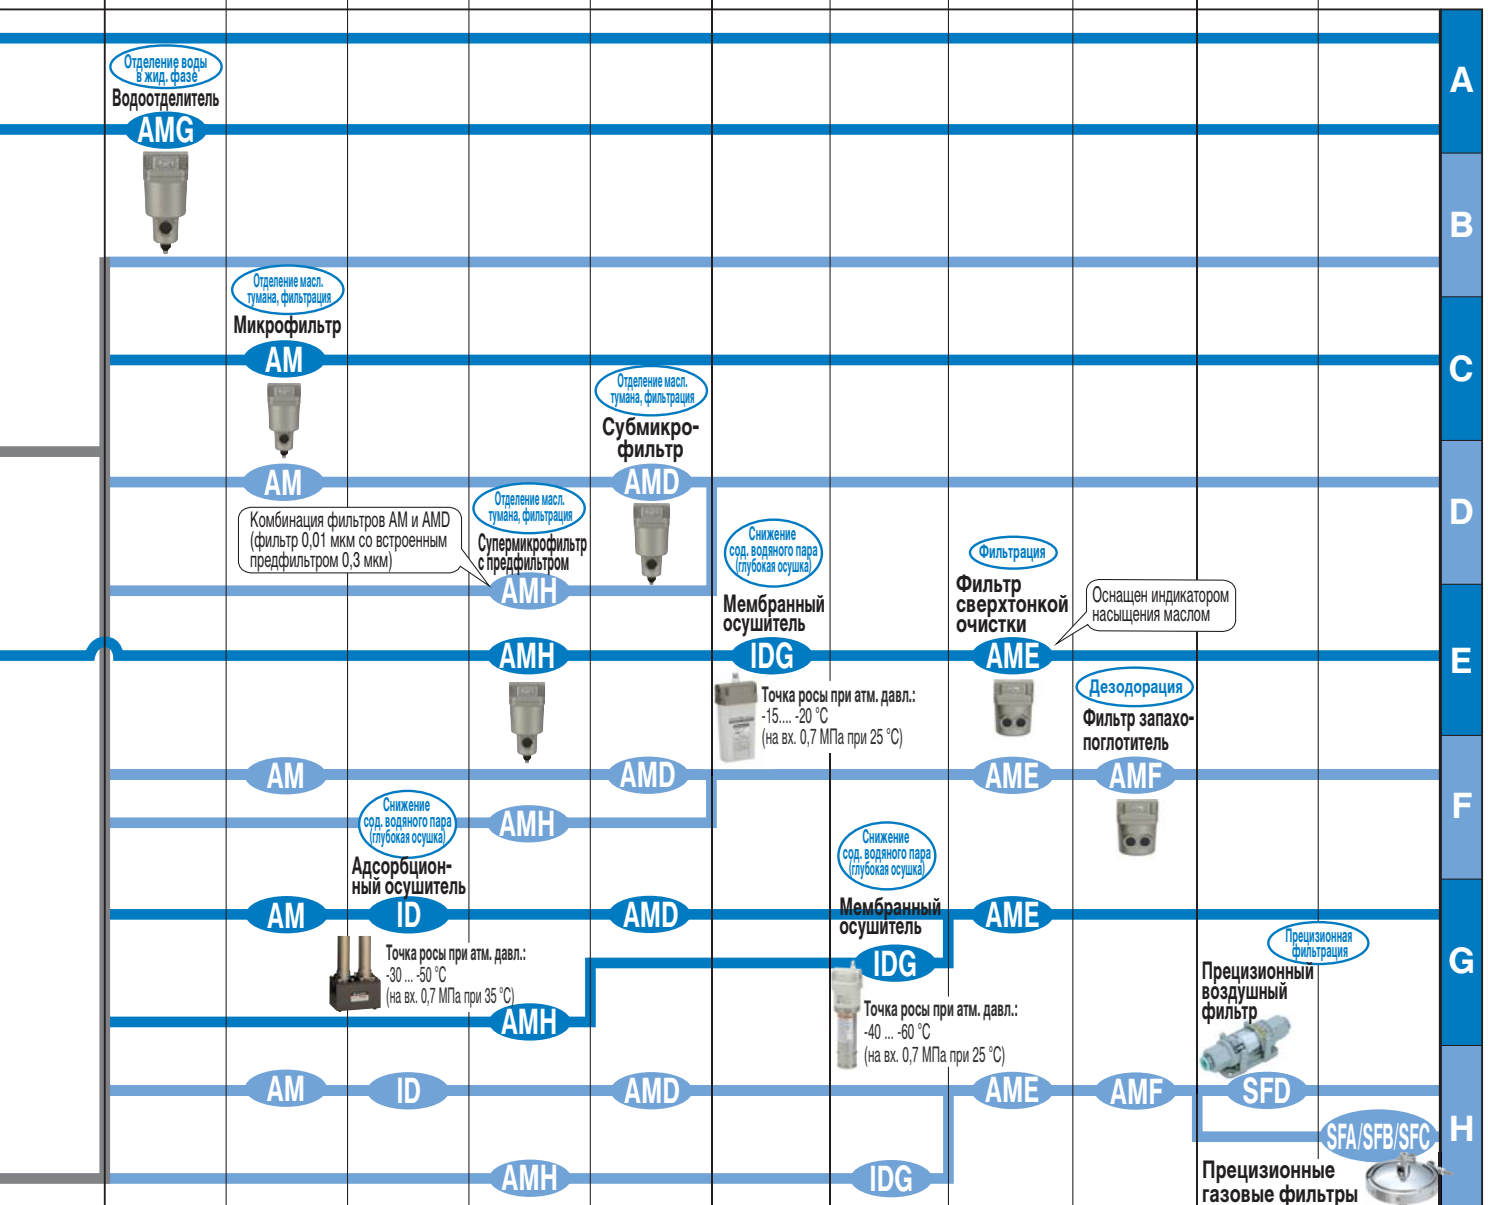 A
Отделение воды
в жид. фазе
Водоотделитель
AMG
B
Отделение масл.
тумана, фильтрация
Микрофильтр
AM
C
Отделение масл.
тумана, фильтрация
Субмикро-
фильтр
AM
AMD
D
Комбинация фильтров AM и AMD
(фильтр 0,01 мкм со встроенным
предфильтром 0,3 мкм)
Отделение масл.
тумана, фильтрация
Супермикрофильтр
с предфильтром
AMH
Снижение
сод. водяного пара
(глубокая осушка)
Мембранный
осушитель
Фильтрация
Фильтр
сверхтонкой
очистки
Оснащен индикатором
насыщения маслом
AMH
IDG
AME
E
Точка росы при атм. давл.:
-15.... -20 °C
(на вх. 0,7 МПа при 25 °C)
Дезодорация
Фильтр запахо-
поглотитель
AM
AMD
AME
AMF
F
Снижение
сод. водяного пара
(глубокая осушка)
AMH
Адсорбцион-
ный осушитель
Снижение
сод. водяного пара
(глубокая осушка)
Мембранный
осушитель
AM
ID
AMD
AME
G
IDG
Точка росы при атм. давл.:
-30 ... -50 °C
(на вх. 0,7 МПа при 35 °C)
AMH
Точка росы при атм. давл.:
-40 ... -60 °C
(на вх. 0,7 МПа при 25 °C)
Прецизионная
фильтрация
Прецизионный
воздушный
фильтр
AM
ID
AMD
AME
AMF
SFD
H
SFA/SFB/SFC
AMH
IDG
Прецизионные
газовые фильтры